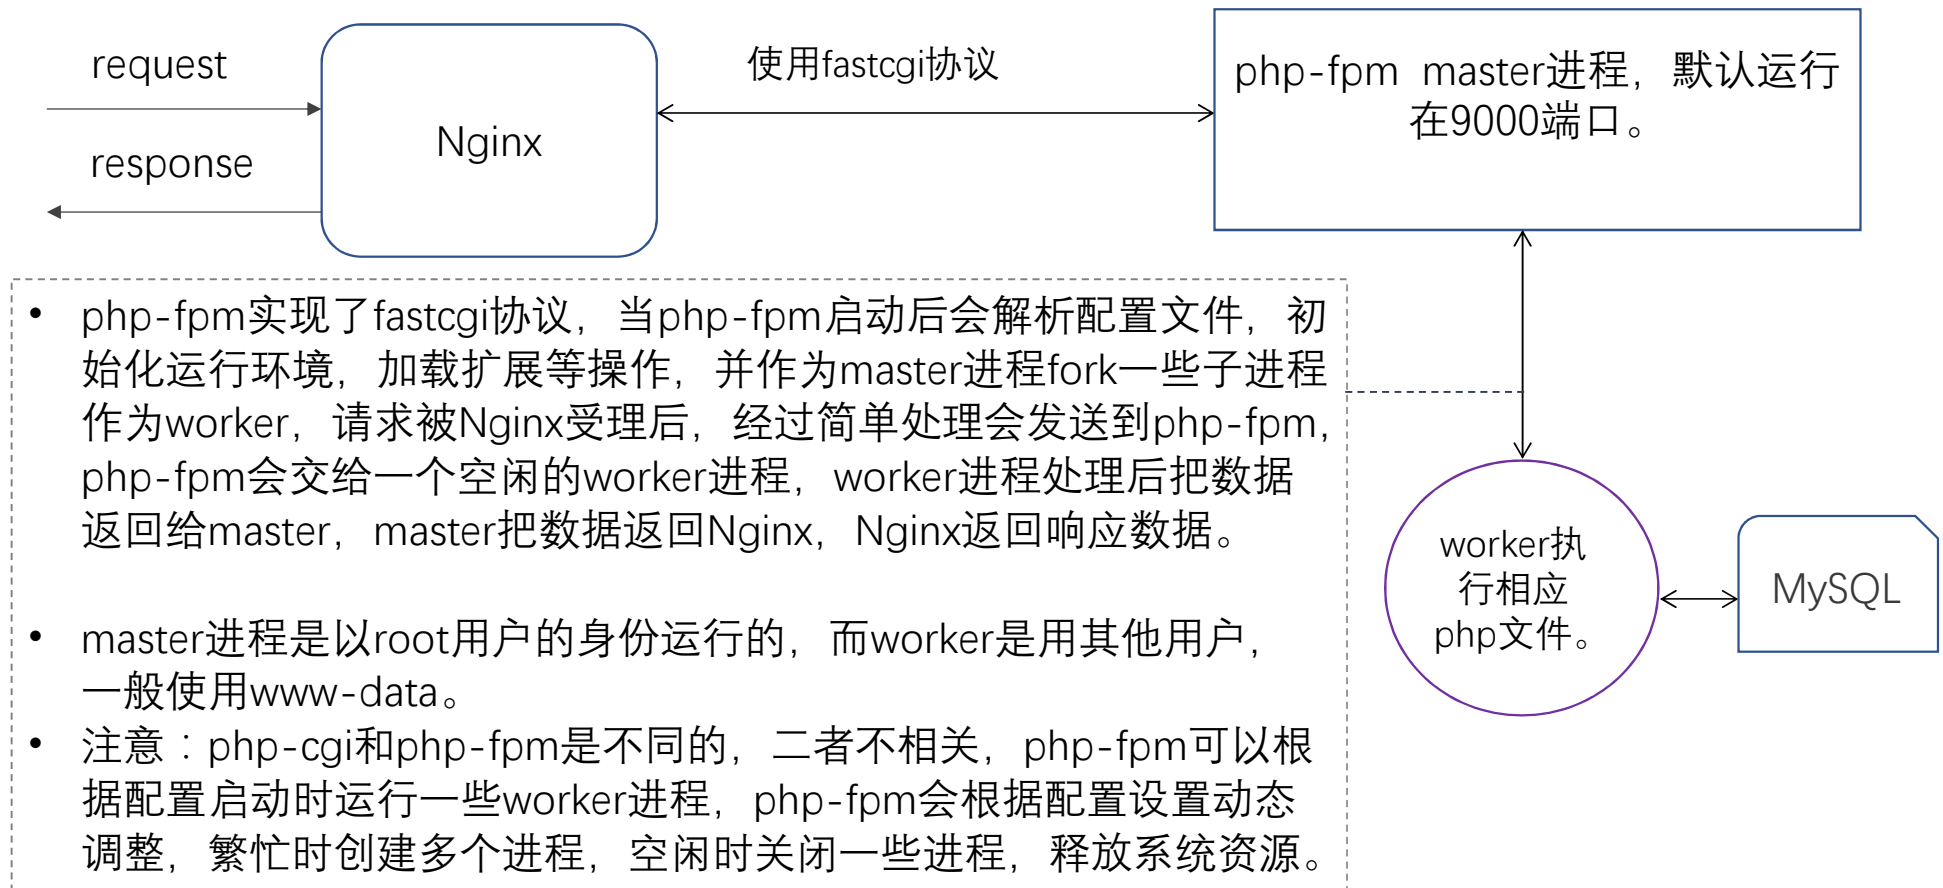 request
response
Nginx
使用fastcgi协议
php-fpm master进程，默认运行
在9000端口。
• php-fpm实现了fastcgi协议，当php-fpm启动后会解析配置文件，初
始化运行环境，加载扩展等操作，并作为master进程fork一些子进程
作为worker，请求被Nginx受理后，经过简单处理会发送到php-fpm，
php-fpm会交给一个空闲的worker进程，worker进程处理后把数据
返回给master，master把数据返回Nginx，Nginx返回响应数据。
• master进程是以root用户的身份运行的，而worker是用其他用户，
一般使用www-data。
• 注意：php-cgi和php-fpm是不同的，二者不相关，php-fpm可以根
据配置启动时运行一些worker进程，php-fpm会根据配置设置动态
调整，繁忙时创建多个进程，空闲时关闭一些进程，释放系统资源。
worker执
行相应
php文件。
MySQL